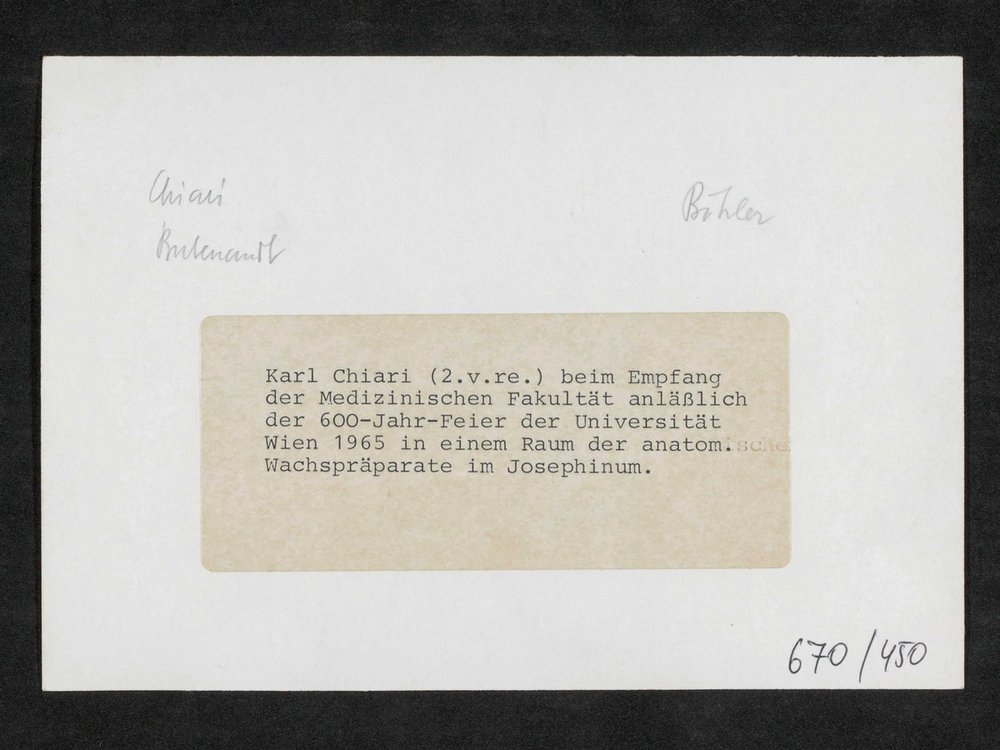 Chiari
Butenandt
Böhler
Karl Chiari (2.v.re.) beim Empfang
der Medizinischen Fakultät anläßlich
der 600-Jahr-Feier der Universität
Wien 1965 in einem Raum der anatom.ische
Wachspräparate im Josephinum.
670/450